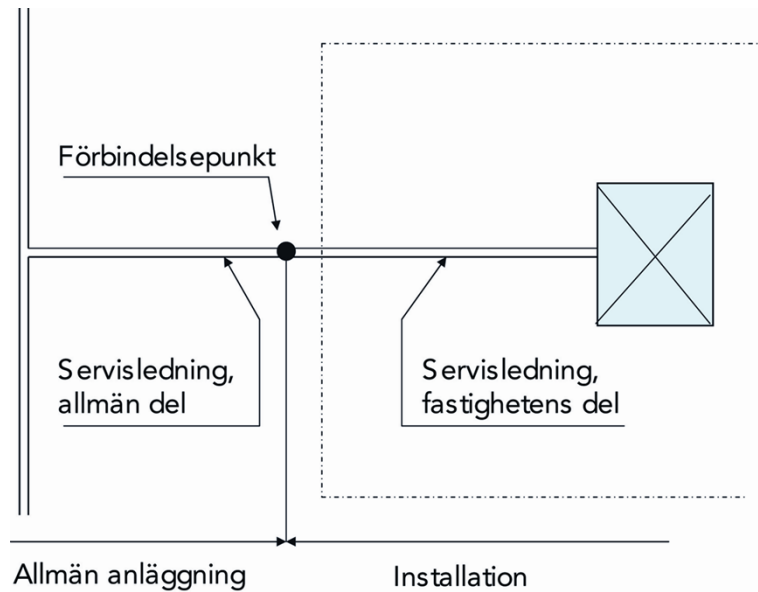 Förbindelsepunkt
Servisledning,
allmän del
Servisledning,
fastighetens del
Allmän anläggning
Installation